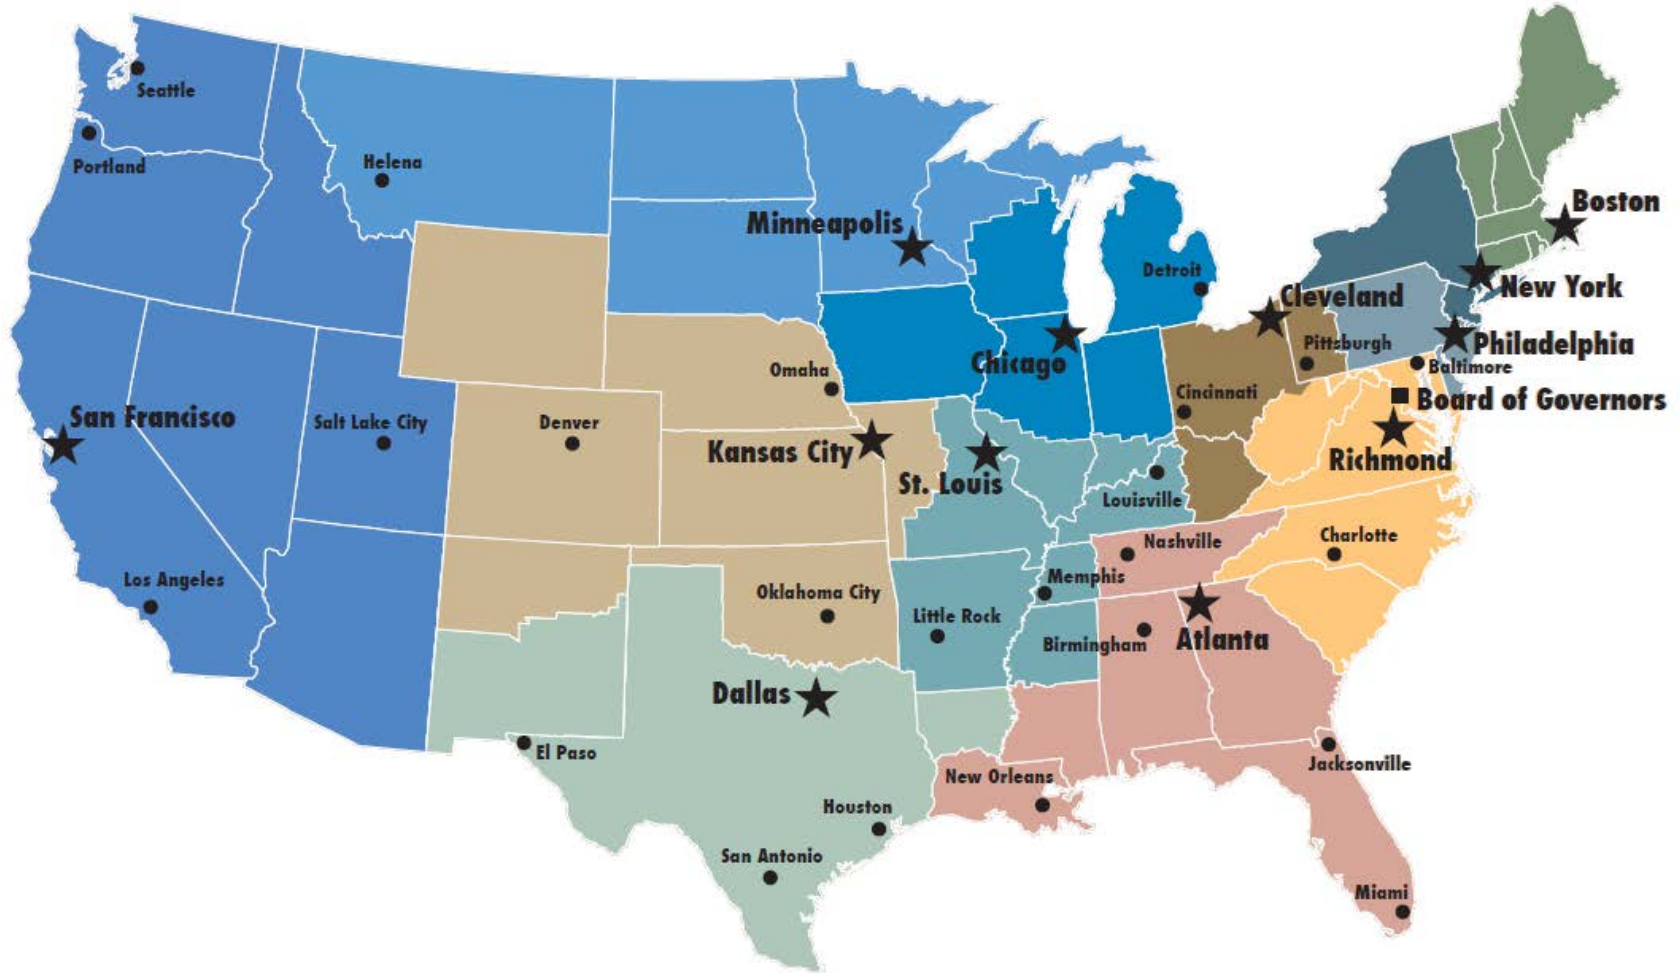 Seattle
Portland
Helena
Minneapolis
Boston
Detroit
New York
Cleveland
Pittsburgh
Philadelphia
Chicago
Baltimore
Omaha
Cincinnati
Board of Governors
San Francisco
Salt Lake City
Denver
Kansas City
St. Louis
Richmond
Louisville
Charlotte
Nashville
Los Angeles
Memphis
Oklahoma City
Little Rock
Birmingham
Atlanta
Dallas
El Paso
Jacksonville
New Orleans
Houston
San Antonio
Miami